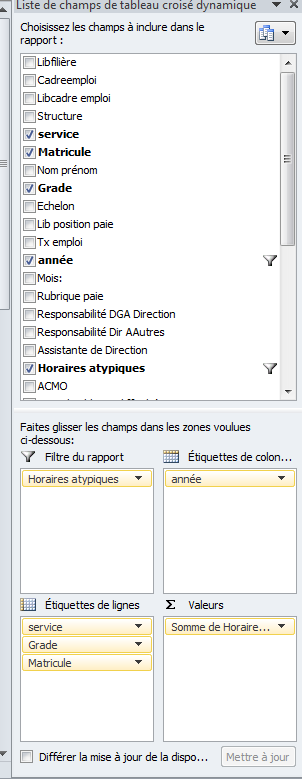 Liste de champs de tableau croisé dynamique
Choisissez les champs à inclure dans le
rapport :
Libfilière
Cadreemploi
Libcadre emploi
Structure
service
Matricule
Nom prénom
Grade
Echelon
Lib position paie
Tx emploi
année
Mois:
Rubrique paie
Responsabilité DGA Direction
Responsabilité Dir AAutres
Assistante de Direction
Horaires atypiques
ACMO
Faites glisser les champs dans les zones voulues
ci-dessous:
Filtre du rapport
Étiquettes de colon...
Horaires atypiques
année
Étiquettes de lignes
Σ Valeurs
service
Somme de Horaire...
Grade
Matricule
Différer la mise à jour de la dispo...
Mettre à jour